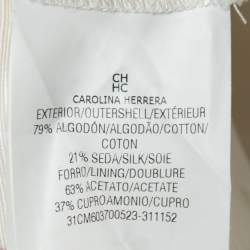 CH
HC
CAROLINA HERRERA
EXTERIOR/OUTERSHELL/EXTÉRIEUR
79% ALGODÓN/ALGODÃO/COTTON/
COTON
21% SEDA/SILK/SOIE
FORRO/LINING/DOUBLURE
63% ACETATO/ACETATE
37% CUPROAMONIO/CUPRO
31CM603700523-311152